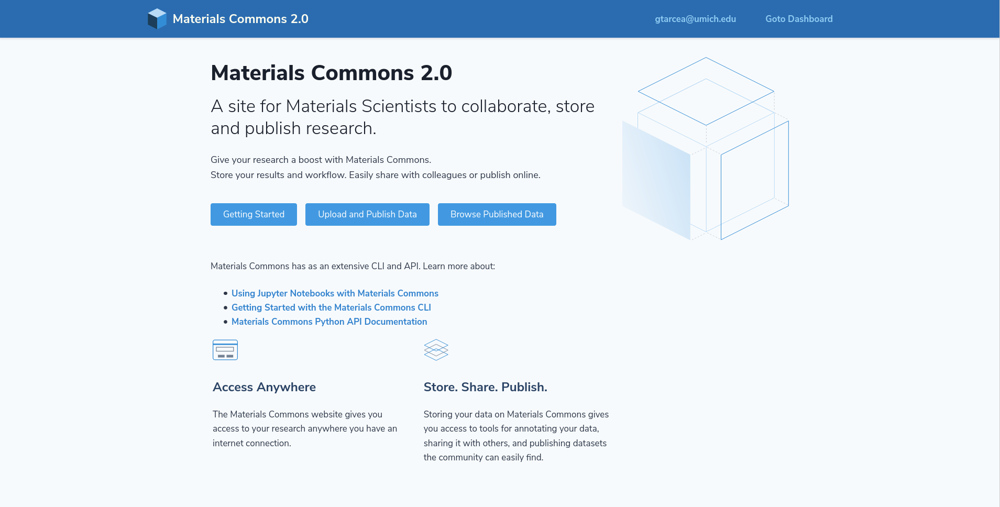 Materials Commons 2.0
gtarcea@umich.edu
Goto Dashboard
Materials Commons 2.0
A site for Materials Scientists to collaborate, store
and publish research.
Give your research a boost with Materials Commons.
Store your results and workflow. Easily share with colleagues or publish online.
Getting Started
Upload and Publish Data
Browse Published Data
Materials Commons has as an extensive CLI and API. Learn more about:
• Using Jupyter Notebooks with Materials Commons
• Getting Started with the Materials Commons CLI
• Materials Commons Python API Documentation
Access Anywhere
The Materials Commons website gives you
access to your research anywhere you have an
internet connection.
Store. Share. Publish.
Storing your data on Materials Commons gives
you access to tools for annotating your data,
sharing it with others, and publishing datasets
the community can easily find.